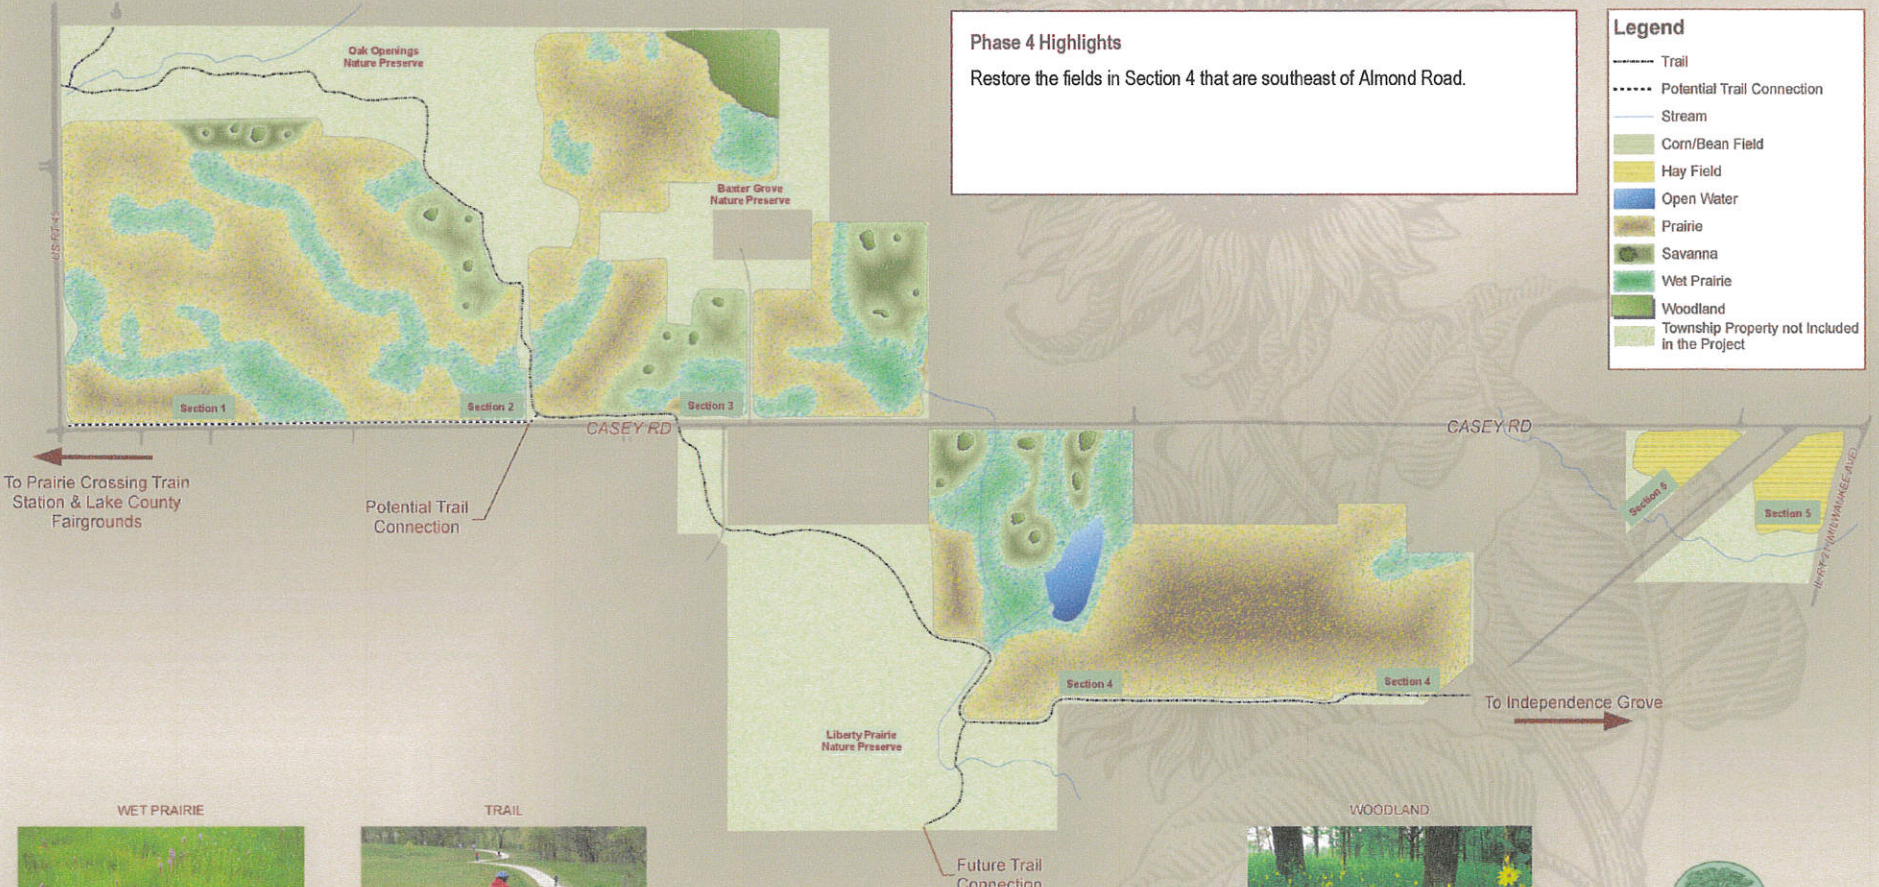 Phase 4 Highlights
Restore the fields in Section 4 that are southeast of Almond Road.
Legend
Trail
Potential Trail Connection
Stream
Corn/Bean Field
Hay Field
Open Water
Prairie
Savanna
Wet Prairie
Woodland
Township Property not Included
in the Project
Oak Openings
Nature Preserve
Baxter Grove
Nature Preserve
US RT 45
Section 1
Section 2
Section 3
CASEY RD
CASEY RD
To Prairie Crossing Train
Station & Lake County
Fairgrounds
Potential Trail
Connection
Section 5
Section 4
Section 4
To Independence Grove
Liberty Prairie
Nature Preserve
WET PRAIRIE
TRAIL
WOODLAND
Future Trail
Connection